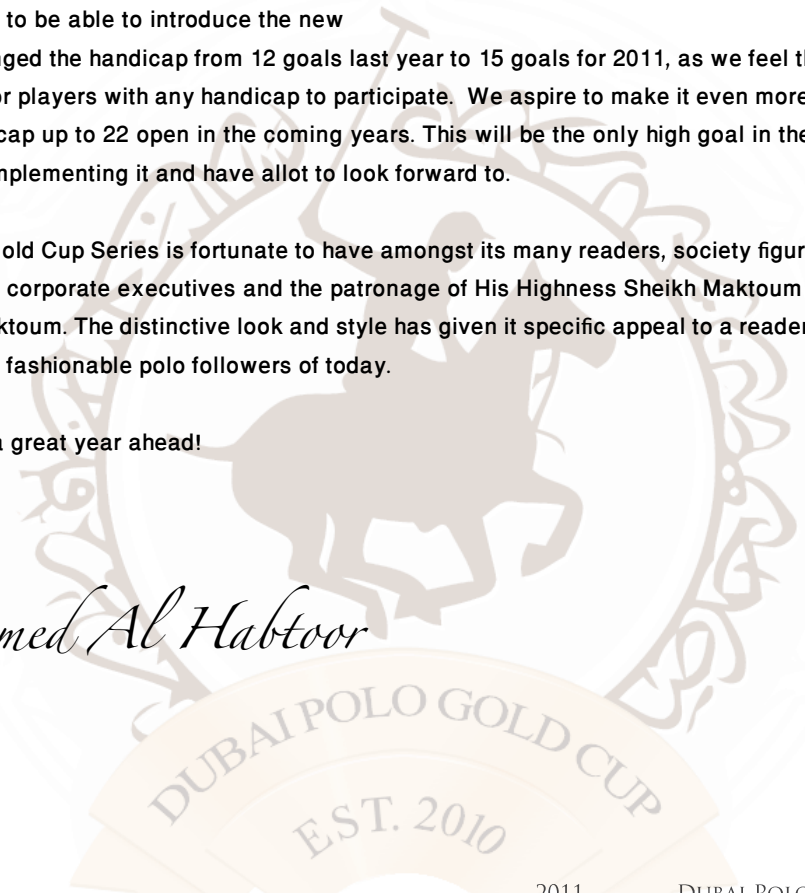 to be able to introduce the new
ged the handicap from 12 goals last year to 15 goals for 2011, as we feel th
or players with any handicap to participate. We aspire to make it even more
cap up to 22 open in the coming years. This will be the only high goal in the
mplementing it and have allot to look forward to.
old Cup Series is fortunate to have amongst its many readers, society figur
corporate executives and the patronage of His Highness Sheikh Maktoum
ktoum. The distinctive look and style has given it specific appeal to a reader
fashionable polo followers of today.
a great year ahead!
med Al Habtoor
DUBAI POLO GOLD CUP
EST. 2010
2011 DUBAI POLO